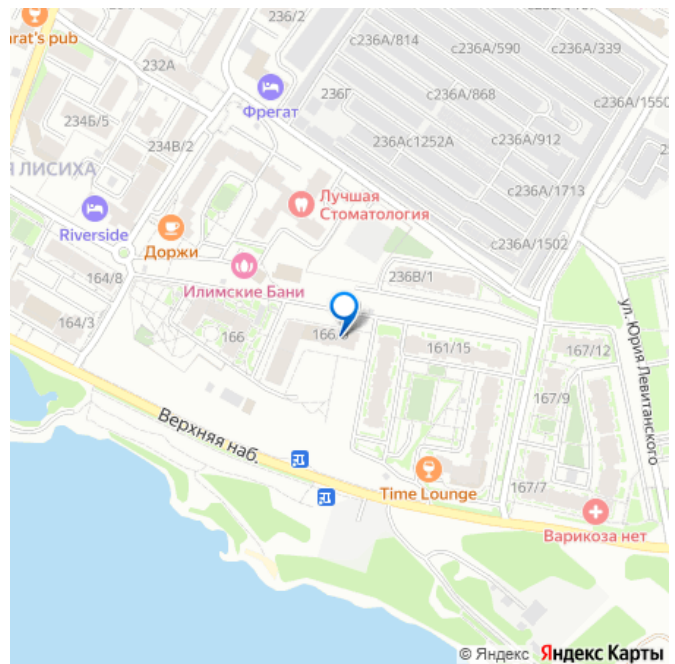 236/2
arat's pub
с236А/814
с236А/590
с236А/339
232А
236Г
с236А/868
с236А/1550
Фрегат
234Б/5
234В/2
236Ас1252А
с236А/912
Я ЛИСИХА
с236А/1713
Лучшая
Стоматология
Riverside
Доржи
с236А/1502
164/8
Илимские Бани
236В/1
164/3
166
161/15
167/12
ул. Юрия Левитанского
167/9
Верхняя наб.
Time Lounge
167/7
Варикоза нет
© Яндекс Яндекс Карты